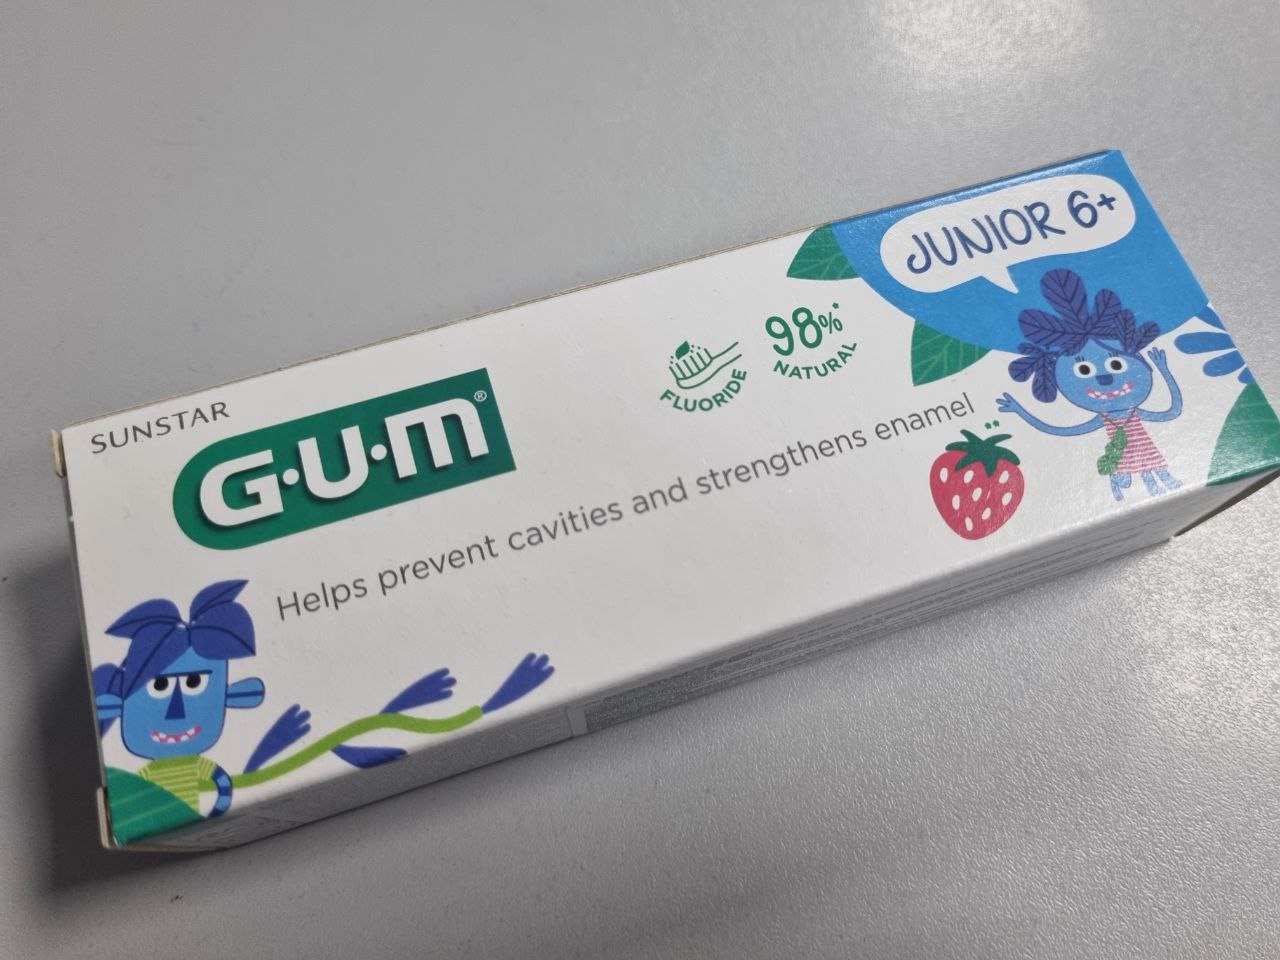 SUNSTAR
G·U·M®
JUNIOR 6+
FLUORIDE
98%*
NATURAL
Helps prevent cavities and strengthens enamel
**